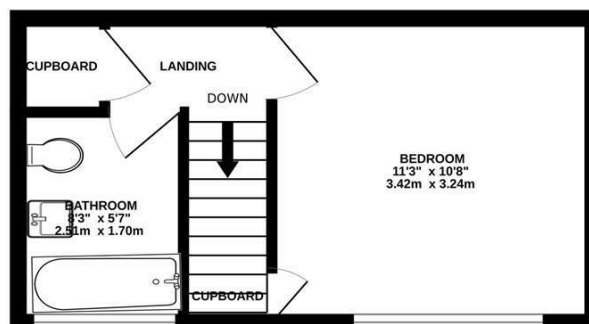 CUPBOARD
LANDING
DOWN
BEDROOM
11'3" x 10'8"
3.42m x 3.24m
BATHROOM
8'3" x 5'7"
2.51m x 1.70m
CUPBOARD